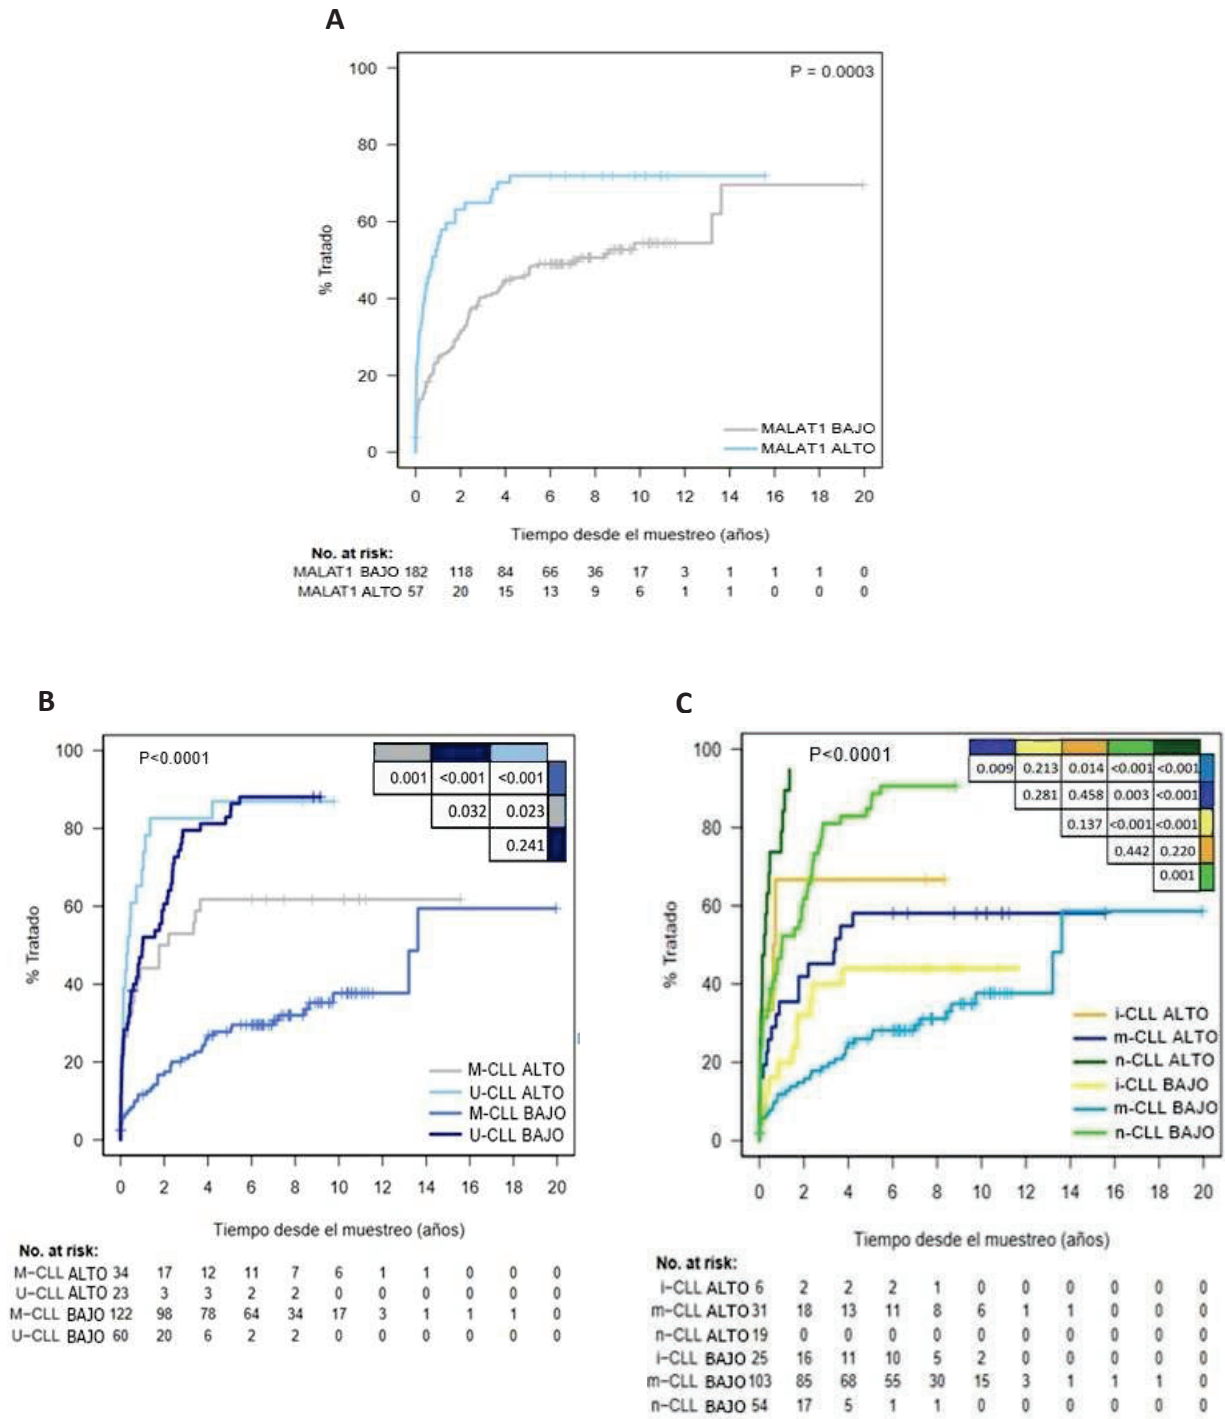 A
P = 0.0003
100
80
60
40
20
0
% Tratado
MALAT1 BAJO
MALAT1 ALTO
0 2 4 6 8 10 12 14 16 18 20
Tiempo desde el muestreo (años)
No. at risk:
MALAT1 BAJO 182 118 84 66 36 17 3 1 1 1 0
MALAT1 ALTO 57 20 15 13 9 6 1 1 0 0 0
B
P<0.0001
0.001 <0.001 <0.001
0.032 0.023
0.241
100
80
60
40
20
0
% Tratado
M-CLL ALTO
U-CLL ALTO
M-CLL BAJO
U-CLL BAJO
0 2 4 6 8 10 12 14 16 18 20
Tiempo desde el muestreo (años)
No. at risk:
M-CLL ALTO 34 17 12 11 7 6 1 1 0 0 0
U-CLL ALTO 23 3 3 2 2 0 0 0 0 0 0
M-CLL BAJO 122 98 78 64 34 17 3 1 1 1 0
U-CLL BAJO 60 20 6 2 2 0 0 0 0 0 0
C
P<0.0001
0.009 0.213 0.014 <0.001 <0.001
0.281 0.458 0.003 <0.001
0.137 <0.001 <0.001
0.442 0.220
0.001
100
80
60
40
20
0
% Tratado
i-CLL ALTO
m-CLL ALTO
n-CLL ALTO
i-CLL BAJO
m-CLL BAJO
n-CLL BAJO
0 2 4 6 8 10 12 14 16 18 20
Tiempo desde el muestreo (años)
No. at risk:
i-CLL ALTO 6 2 2 2 1 0 0 0 0 0 0
m-CLL ALTO 31 18 13 11 8 6 1 1 0 0 0
n-CLL ALTO 19 0 0 0 0 0 0 0 0 0 0
i-CLL BAJO 25 16 11 10 5 2 0 0 0 0 0
m-CLL BAJO 103 85 68 55 30 15 3 1 1 1 0
n-CLL BAJO 54 17 5 1 1 0 0 0 0 0 0